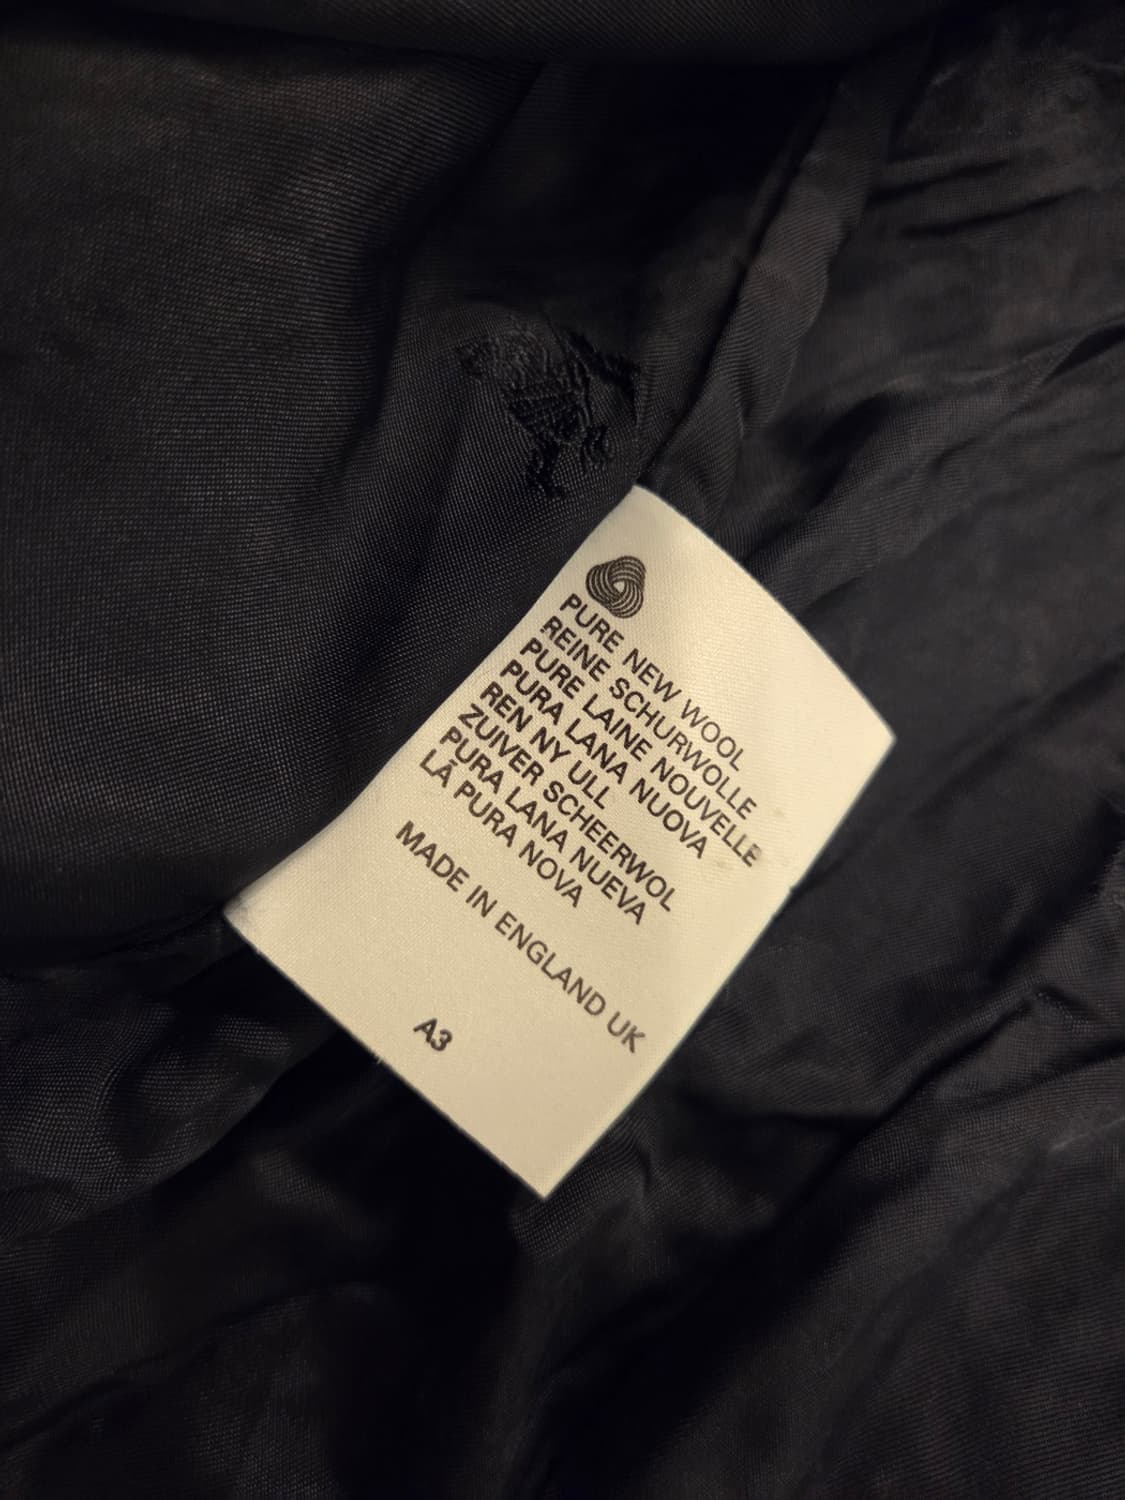 PURE NEW WOOL
REINE SCHURWOLLE
PURE LAINE NOUVELLE
PURA LANA NUOVA
REN NY ULL
ZUIVER SCHEERWOL
PURA LANA NUEVA
LÃ PURA NOVA
MADE IN ENGLAND UK
A3